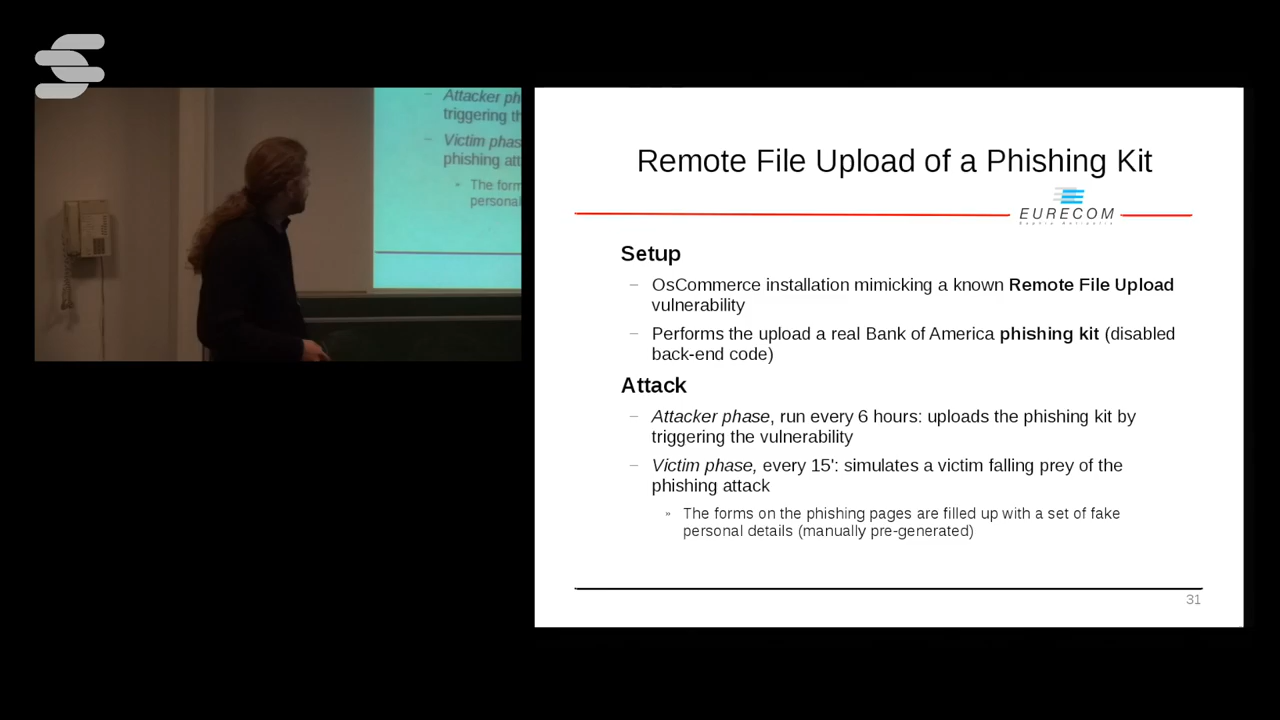 Attacker ph
triggering th
Victim phas
phishing att
The form
personal
Remote File Upload of a Phishing Kit
EURECOM
Setup
– OsCommerce installation mimicking a known Remote File Upload
vulnerability
– Performs the upload a real Bank of America phishing kit (disabled
back-end code)
Attack
– Attacker phase, run every 6 hours: uploads the phishing kit by
triggering the vulnerability
– Victim phase, every 15': simulates a victim falling prey of the
phishing attack
» The forms on the phishing pages are filled up with a set of fake
personal details (manually pre-generated)
31